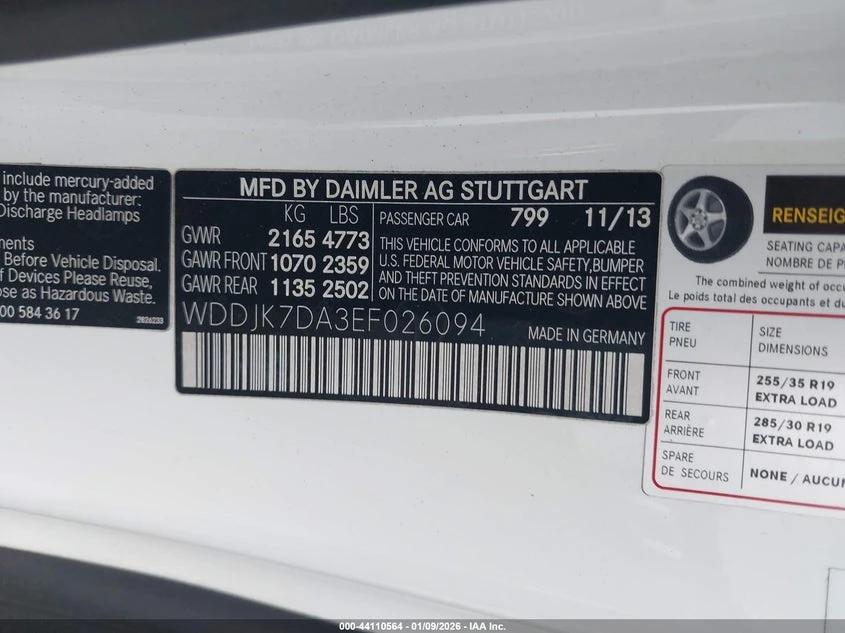 include mercury-added
by the manufacturer:
Discharge Headlamps
Before Vehicle Disposal.
of Devices Please Reuse,
ose as Hazardous Waste.
00 584 36 17
2826233
MFD BY DAIMLER AG STUTTGART
KG LBS
GWWR 2165 4773
GAWR FRONT 1070 2359
GAWR REAR 1135 2502
PASSENGER CAR 799 11/13
THIS VEHICLE CONFORMS TO ALL APPLICABLE
U.S. FEDERAL MOTOR VEHICLE SAFETY, BUMPER
AND THEFT PREVENTION STANDARDS IN EFFECT
ON THE DATE OF MANUFACTURE SHOWN ABOVE
WDDJK7DA3EF026094
MADE IN GERMANY
RENSEIG
SEATING CAPA
NOMBRE DE P
The combined weight of occu
Le poids total des occupants et du
TIRE
PNEU
SIZE
DIMENSIONS
FRONT
AVANT
255/35 R19
EXTRA LOAD
REAR
ARRIÈRE
285/30 R19
EXTRA LOAD
SPARE
DE SECOURS
NONE / AUCUN
000-44110564 - 01/09/2026 - IAA Inc.